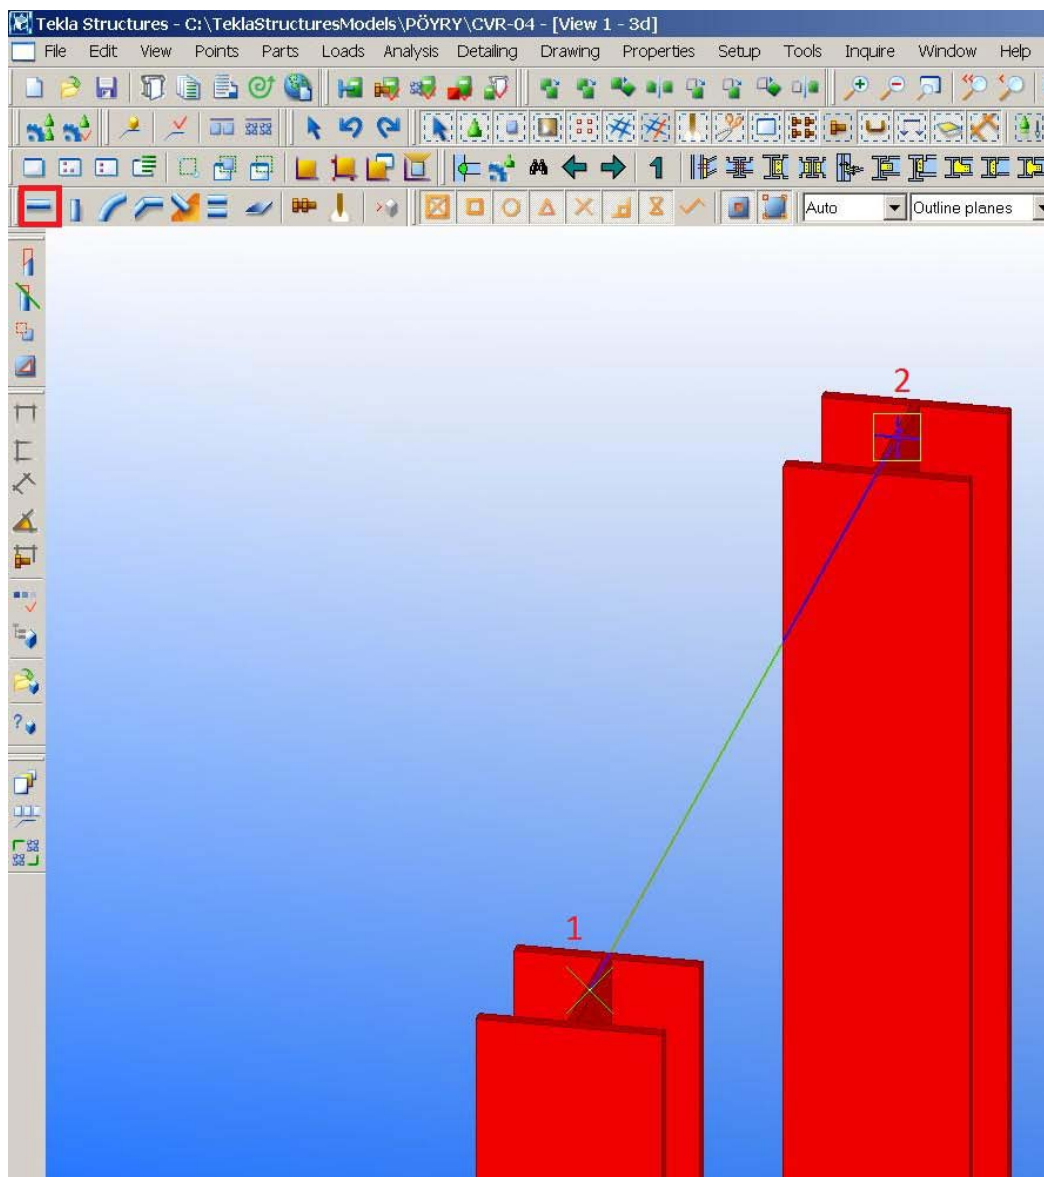 Tekla Structures - C:\TeklaStructuresModels\PÖYRY\CVR-04 - [View 1 - 3d]
File Edit View Points Parts Loads Analysis Detailing Drawing Properties Setup Tools Inquire Window Help
1
Auto Outline planes
2
1